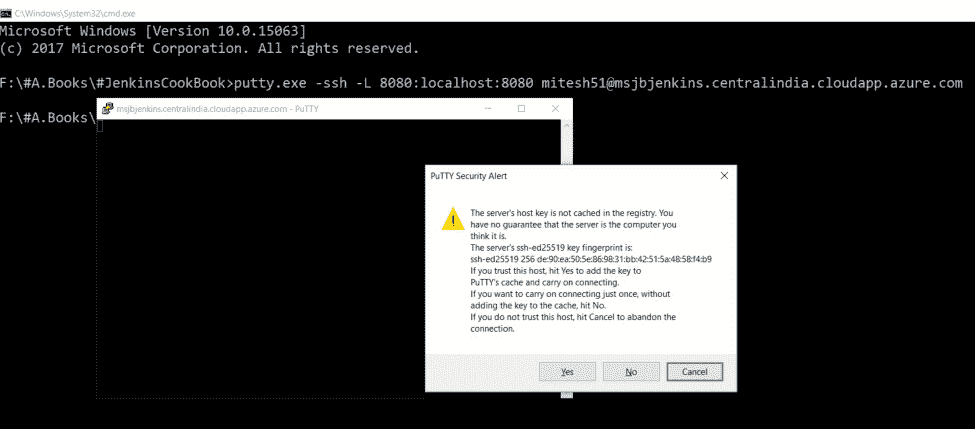 C:\Windows\System32\cmd.exe
Microsoft Windows [Version 10.0.15063]
(c) 2017 Microsoft Corporation. All rights reserved.
F:\#A.Books\#JenkinsCookBook>putty.exe -ssh -L 8080:localhost:8080 mitesh51@msjbjenkins.centralindia.cloudapp.azure.com
F:\#A.Books\
msjbjenkins.centralindia.cloudapp.azure.com - PuTTY
PuTTY Security Alert
The server's host key is not cached in the registry. You
have no guarantee that the server is the computer you
think it is.
The server's ssh-ed25519 key fingerprint is:
ssh-ed25519 256 de:90:ea:50:5e:86:98:31:bb:42:51:5a:48:58:f4:b9
If you trust this host, hit Yes to add the key to
PuTTY's cache and carry on connecting.
If you want to carry on connecting just once, without
adding the key to the cache, hit No.
If you do not trust this host, hit Cancel to abandon the
connection.
Yes No Cancel